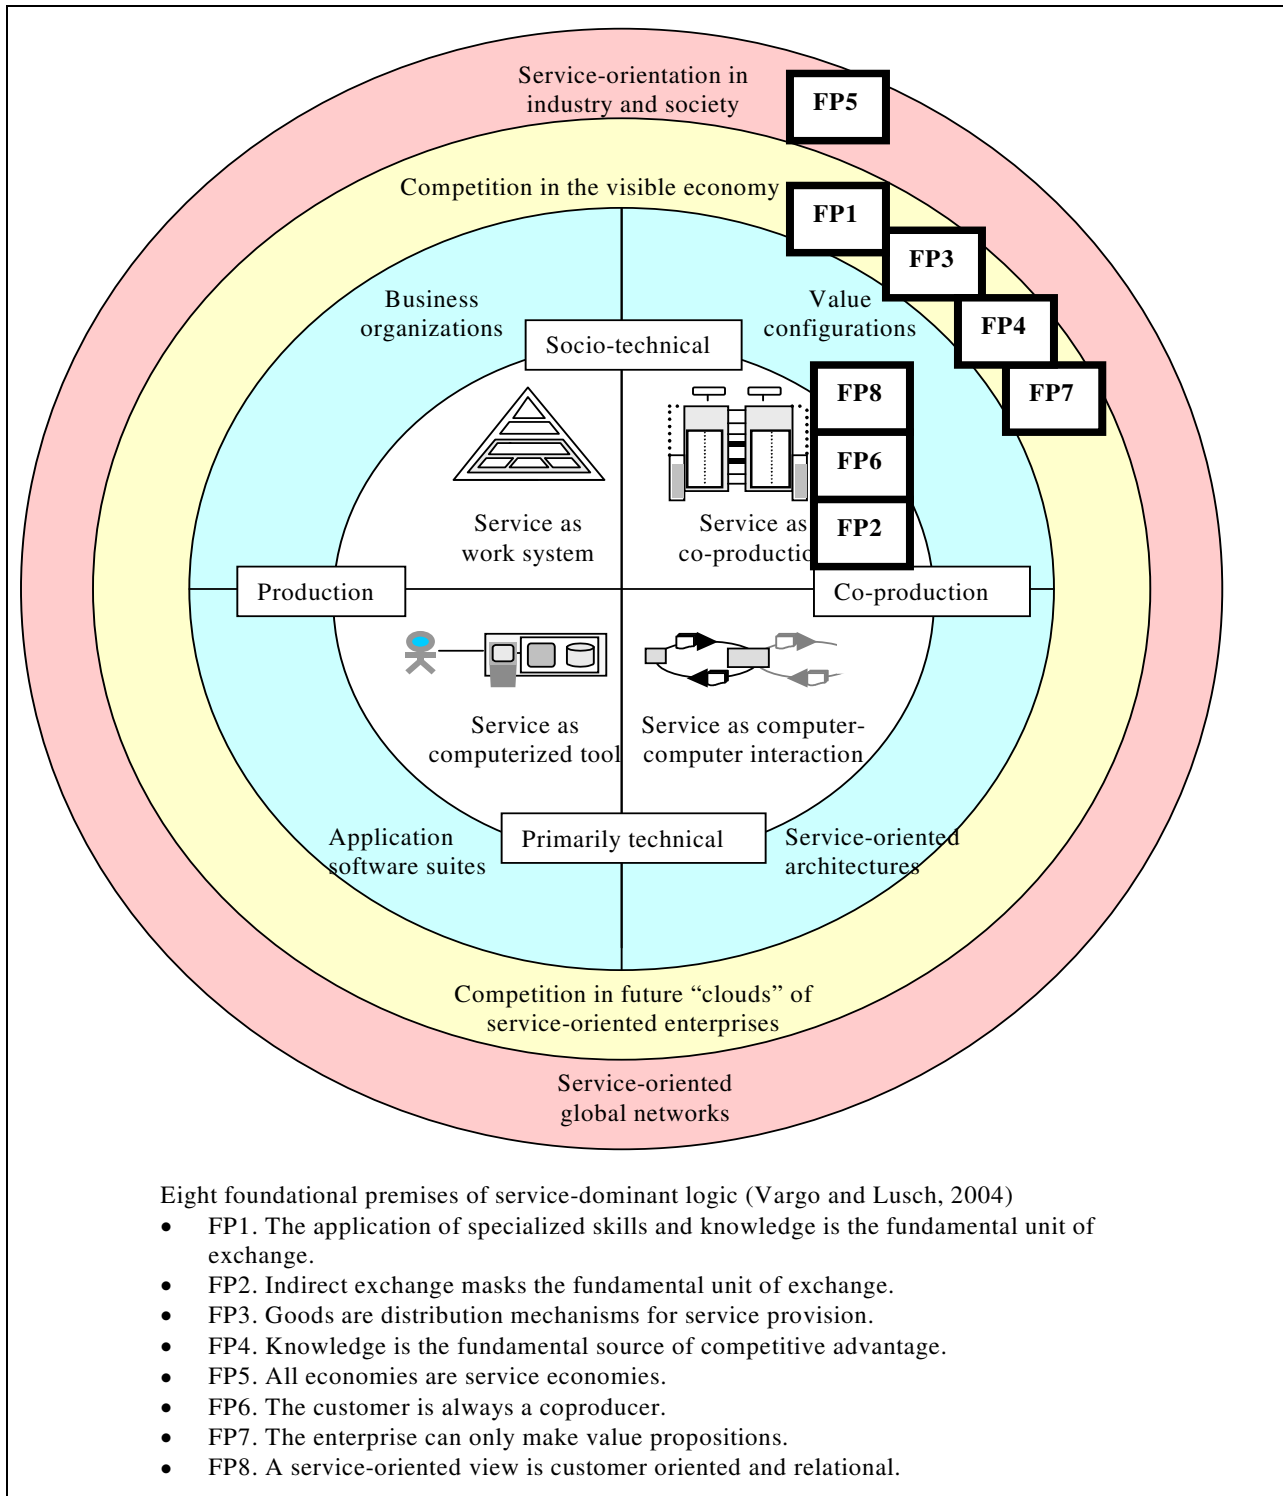 Service-orientation in
industry and society
FP5
Competition in the visible economy
FP1
FP3
Business
organizations
Value
configurations
FP4
Socio-technical
FP8
FP7
FP6
Service as
work system
Service as
co-productio
FP2
Production
Co-production
Service as
computerized tool
Service as computer-
computer interaction
Application
software suites
Primarily technical
Service-oriented
architectures
Competition in future “clouds” of
service-oriented enterprises
Service-oriented
global networks
Eight foundational premises of service-dominant logic (Vargo and Lusch, 2004)
• FP1. The application of specialized skills and knowledge is the fundamental unit of
exchange.
• FP2. Indirect exchange masks the fundamental unit of exchange.
• FP3. Goods are distribution mechanisms for service provision.
• FP4. Knowledge is the fundamental source of competitive advantage.
• FP5. All economies are service economies.
• FP6. The customer is always a coproducer.
• FP7. The enterprise can only make value propositions.
• FP8. A service-oriented view is customer oriented and relational.